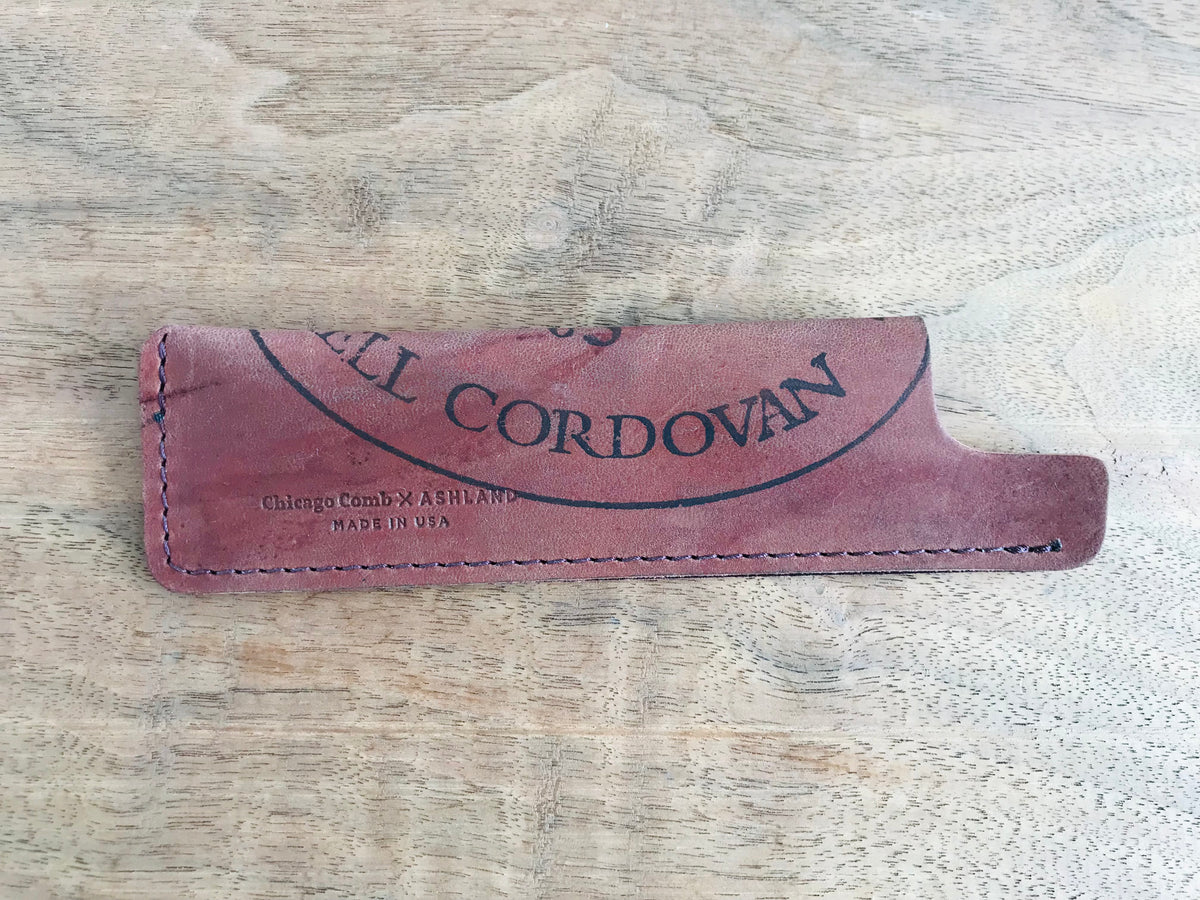 ELL CORDOVAN
Chicago Comb X ASHLAND
MADE IN USA